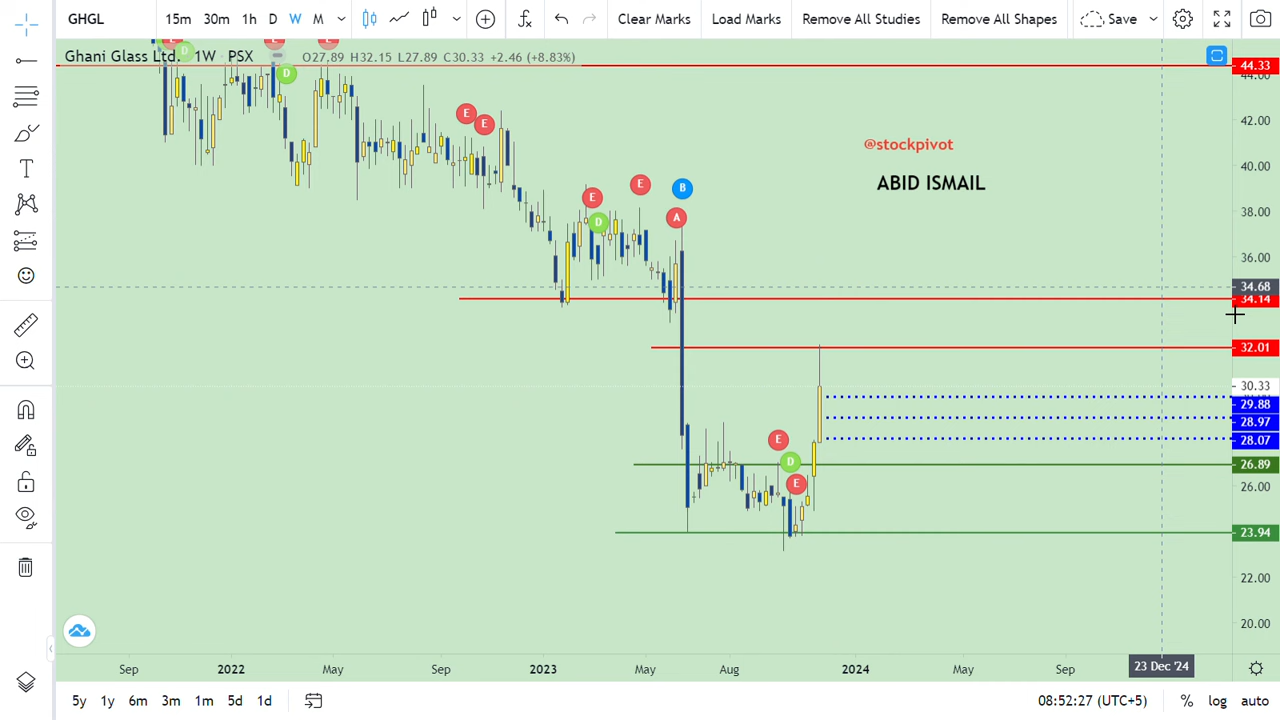 GHGL 15m 30m 1h D W M Clear Marks Load Marks Remove All Studies Remove All Shapes Save
Ghani Glass Ltd. 1W PSX O27.89 H32.15 L27.89 C30.33 +2.46 (+8.83%)
E D E E
D
44.33
44.00
E E
42.00
@stockpivot
40.00
ABID ISMAIL
E E B
38.00
D A
36.00
34.68
34.14
32.01
30.33
29.88
28.97
28.07
E
26.89
D
E
26.00
23.94
22.00
20.00
Sep 2022 May Sep 2023 May Aug 2024 May Sep 23 Dec '24
5y 1y 6m 3m 1m 5d 1d 08:52:27 (UTC+5) % log auto